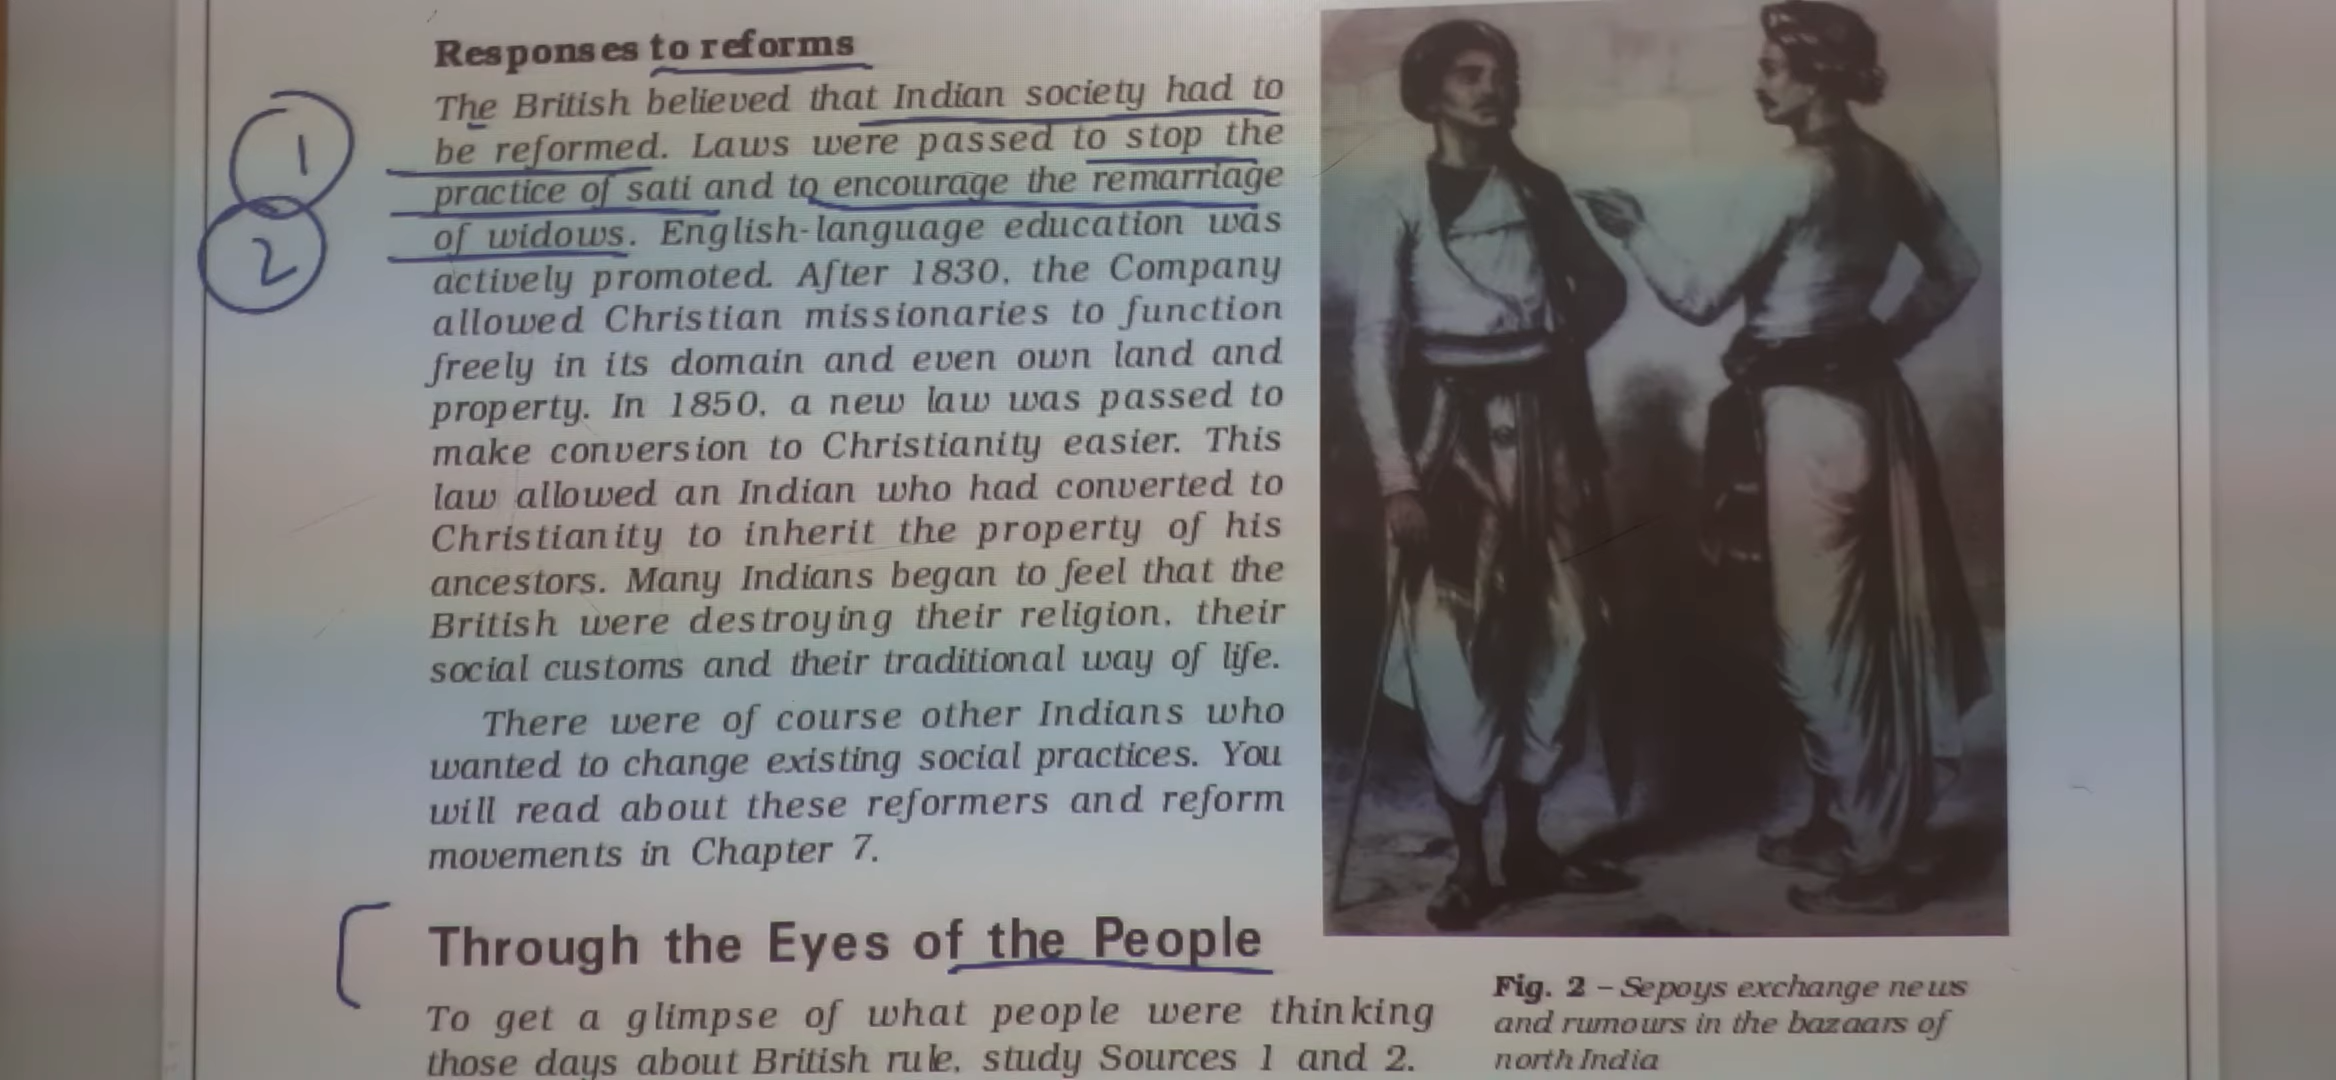 Responses to reforms
The British believed that Indian society had to
be reformed. Laws were passed to stop the
practice of sati and to encourage the remarriage
of widows. English-language education was
actively promoted. After 1830, the Company
allowed Christian missionaries to function
freely in its domain and even own land and
property. In 1850, a new law was passed to
make conversion to Christianity easier. This
law allowed an Indian who had converted to
Christianity to inherit the property of his
ancestors. Many Indians began to feel that the
British were destroying their religion, their
social customs and their traditional way of life.
There were of course other Indians who
wanted to change existing social practices. You
will read about these reformers and reform
movements in Chapter 7.
1
2
Through the Eyes of the People
To get a glimpse of what people were thinking
those days about British rule, study Sources 1 and 2.
Fig. 2 – Sepoys exchange news
and rumours in the bazaars of
north India